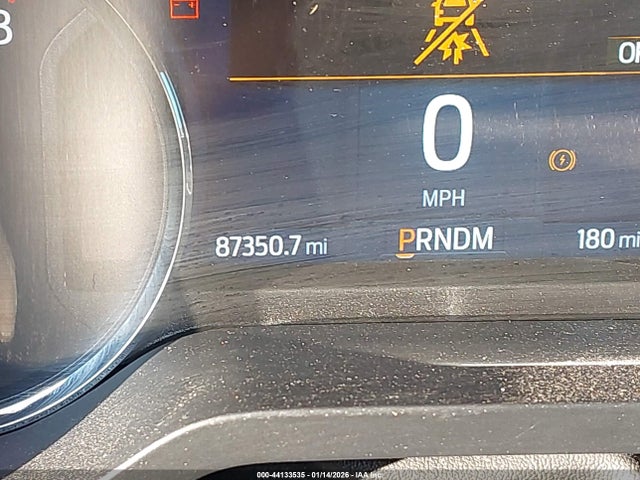 0
MPH
87350.7 mi
PRNDM
180 mi
000-44133535 - 01/14/2026 - IAA Inc.